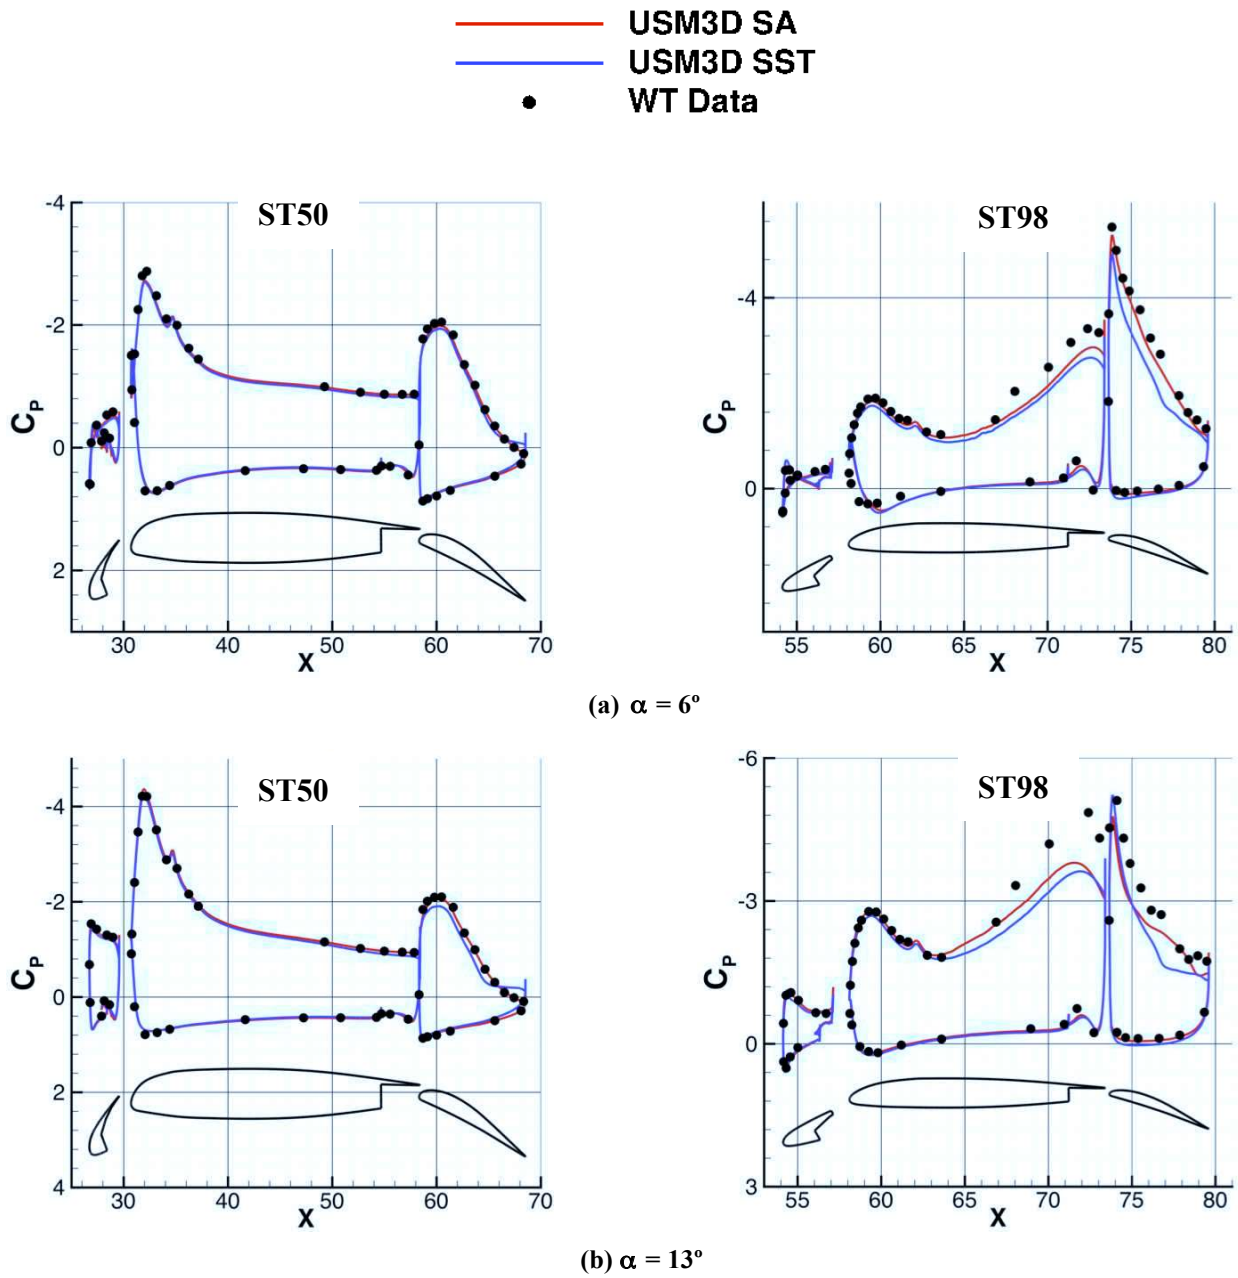 USM3D SA
USM3D SST
WT Data
ST50
-4
-2
0
2
C_P
30 40 50 60 70
X
ST98
-4
0
C_P
55 60 65 70 75 80
X
(a) α = 6º
ST50
-4
-2
0
2
4
C_P
30 40 50 60 70
X
ST98
-6
-3
0
3
C_P
55 60 65 70 75 80
X
(b) α = 13º